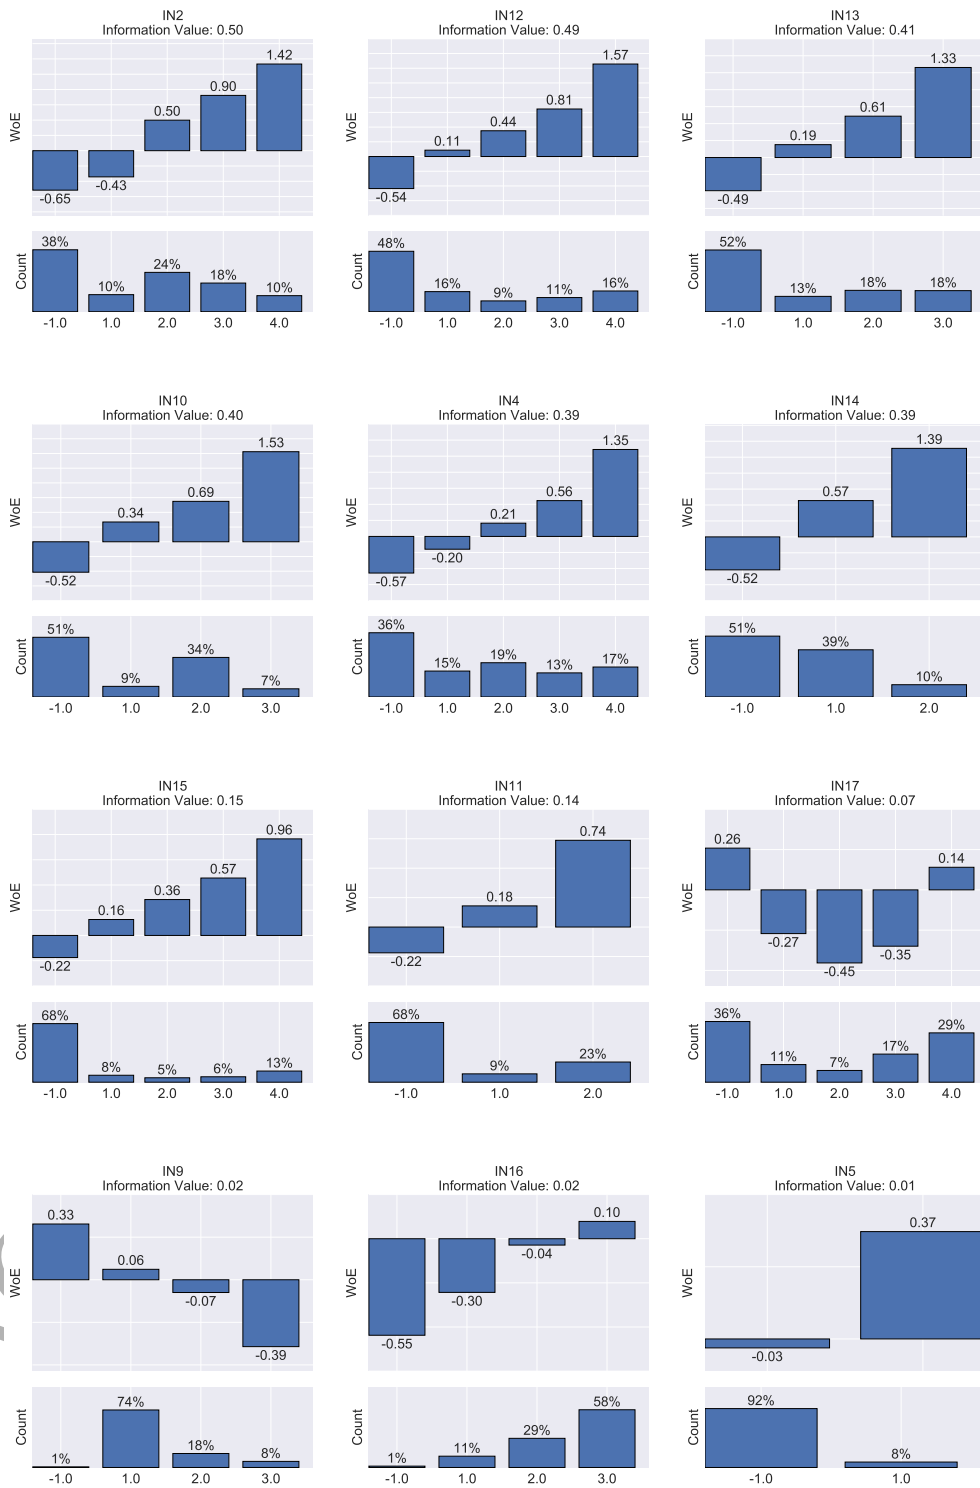 IN2
Information Value: 0.50
WoE
-0.65
-0.43
0.50
0.90
1.42
Count
38%
10%
24%
18%
10%
-1.0 1.0 2.0 3.0 4.0
IN12
Information Value: 0.49
WoE
-0.54
0.11
0.44
0.81
1.57
Count
48%
16%
9%
11%
16%
-1.0 1.0 2.0 3.0 4.0
IN13
Information Value: 0.41
WoE
-0.49
0.19
0.61
1.33
Count
52%
13%
18%
18%
-1.0 1.0 2.0 3.0
IN10
Information Value: 0.40
WoE
-0.52
0.34
0.69
1.53
Count
51%
9%
34%
7%
-1.0 1.0 2.0 3.0
IN4
Information Value: 0.39
WoE
-0.57
-0.20
0.21
0.56
1.35
Count
36%
15%
19%
13%
17%
-1.0 1.0 2.0 3.0 4.0
IN14
Information Value: 0.39
WoE
-0.52
0.57
1.39
Count
51%
39%
10%
-1.0 1.0 2.0
IN15
Information Value: 0.15
WoE
-0.22
0.16
0.36
0.57
0.96
Count
68%
8%
5%
6%
13%
-1.0 1.0 2.0 3.0 4.0
IN11
Information Value: 0.14
WoE
-0.22
0.18
0.74
Count
68%
9%
23%
-1.0 1.0 2.0
IN17
Information Value: 0.07
WoE
0.26
-0.27
-0.45
-0.35
0.14
Count
36%
11%
7%
17%
29%
-1.0 1.0 2.0 3.0 4.0
IN9
Information Value: 0.02
WoE
0.33
0.06
-0.07
-0.39
Count
1%
74%
18%
8%
-1.0 1.0 2.0 3.0
IN16
Information Value: 0.02
WoE
-0.55
-0.30
-0.04
0.10
Count
1%
11%
29%
58%
-1.0 1.0 2.0 3.0
IN5
Information Value: 0.01
WoE
-0.03
0.37
Count
92%
8%
-1.0 1.0